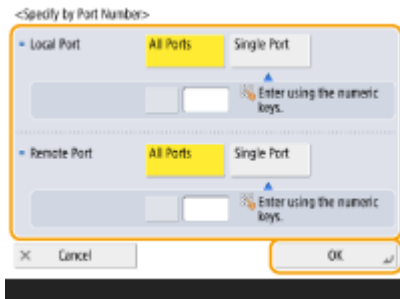 <Specify by Port Number>
Local Port
All Ports
Single Port
Enter using the numeric
keys.
Remote Port
All Ports
Single Port
Enter using the numeric
keys.
× Cancel
OK